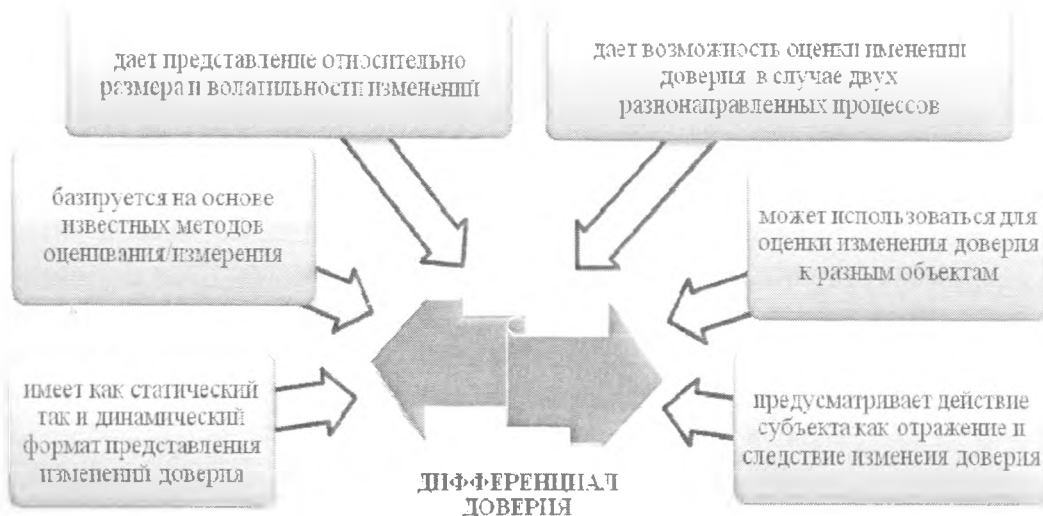 дает представление относительно
размера и волатильности изменений
дает возможность оценки именений
доверия в случае двух
разнонаправленных процессов
базируется на основе
известных методов
оценивания/измерения
может использоваться для
оценки изменения доверия
к разным объектам
имеет как статический
так и динамический
формат представления
изменений доверия
предусматривает действие
субъекта как отражение и
следствие изменеия доверия
ДИФФЕРЕНЦИАЛ
ДОВЕРИЯ